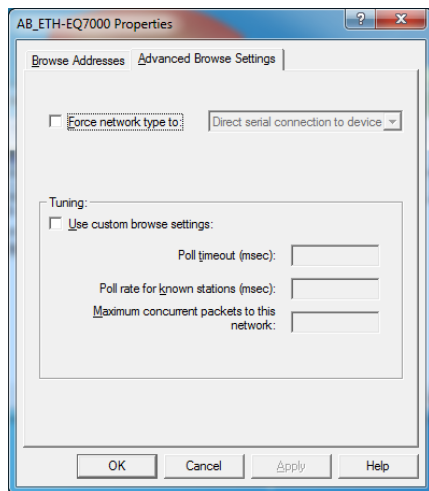 AB_ETH-EQ7000 Properties
Browse Addresses Advanced Browse Settings
Force network type to: Direct serial connection to device
Tuning:
Use custom browse settings:
Poll timeout (msec):
Poll rate for known stations (msec):
Maximum concurrent packets to this
network:
OK Cancel Apply Help